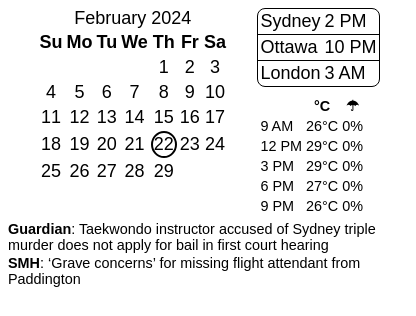 February 2024
Su Mo Tu We Th Fr Sa
1 2 3
4 5 6 7 8 9 10
11 12 13 14 15 16 17
18 19 20 21 22 23 24
25 26 27 28 29
Sydney 2 PM
Ottawa 10 PM
London 3 AM
°C ☂
9 AM 26°C 0%
12 PM 29°C 0%
3 PM 29°C 0%
6 PM 27°C 0%
9 PM 26°C 0%
Guardian: Taekwondo instructor accused of Sydney triple
murder does not apply for bail in first court hearing
SMH: ‘Grave concerns’ for missing flight attendant from
Paddington